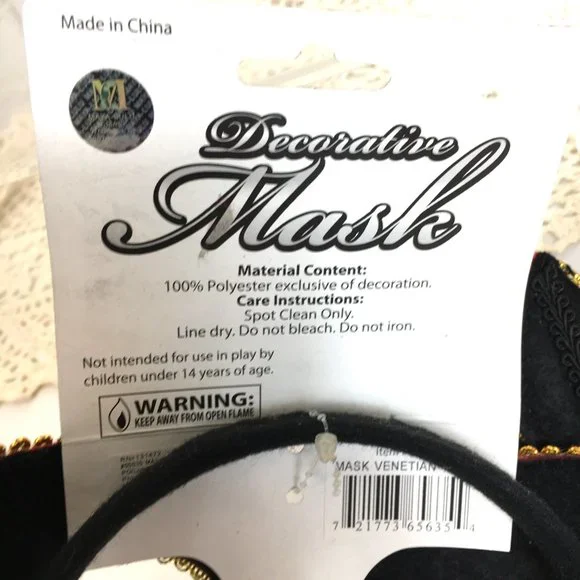 Made in China
M
Decorative
Mask
Material Content:
100% Polyester exclusive of decoration.
Care Instructions:
Spot Clean Only.
Line dry. Do not bleach. Do not iron.
Not intended for use in play by
children under 14 years of age.
WARNING:
KEEP AWAY FROM OPEN FLAME
Item
MASK VENETIAN
7 21773 65635 4